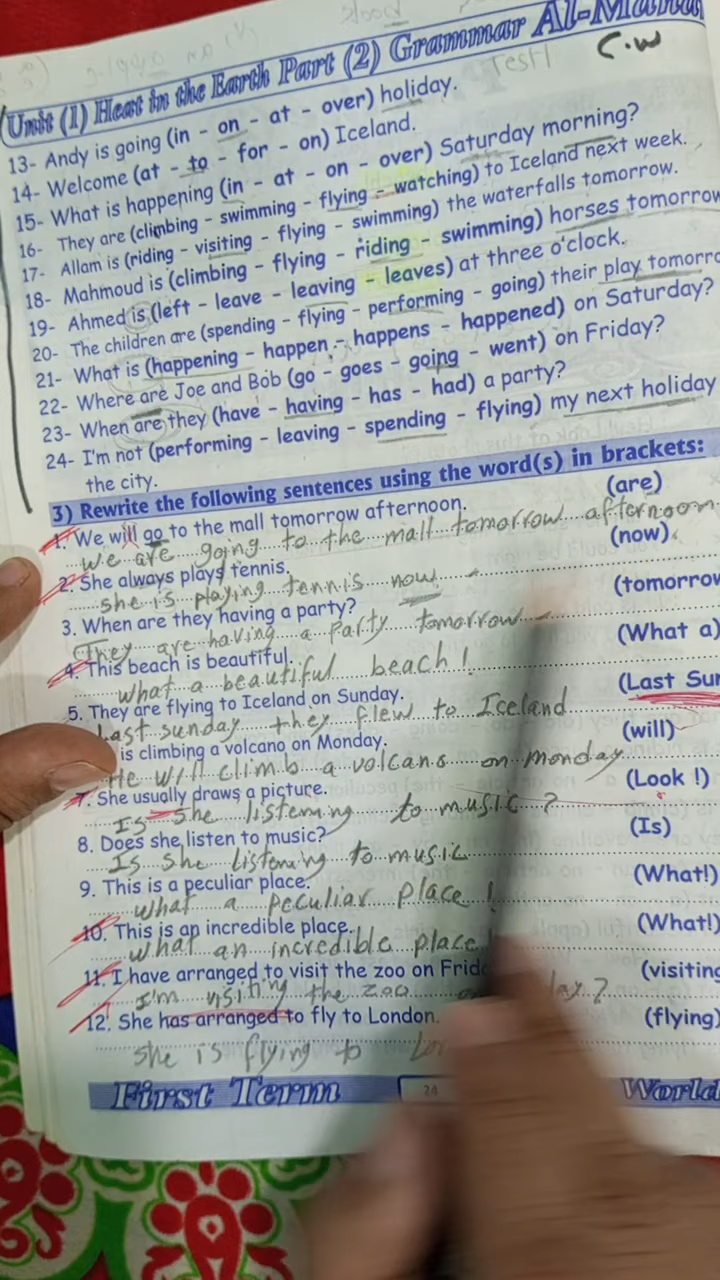 Unit (1) Heat in the Earth Part (2) Grammar
Test1
C.W
13- Andy is going (in - on - at - over) holiday.
14- Welcome (at - to - for - on) Iceland.
15- What is happening (in - at - on - over) Saturday morning?
16- They are (climbing - swimming - flying - watching) to Iceland next week.
17- Allam is (riding - visiting - flying - swimming) the waterfalls tomorrow.
18- Mahmoud is (climbing - flying - riding - swimming) horses tomorrow
19- Ahmed is (left - leave - leaving - leaves) at three o'clock.
20- The children are (spending - flying - performing - going) their play tomorro
21- What is (happening - happen - happens - happened) on Saturday?
22- Where are Joe and Bob (go - goes - going - went) on Friday?
23- When are they (have - having - has - had) a party?
24- I'm not (performing - leaving - spending - flying) my next holiday
the city.
3) Rewrite the following sentences using the word(s) in brackets:
1. We will go to the mall tomorrow afternoon. (are)
We are going to the mall tomorrow afternoon
2. She always plays tennis. (now)
she is playing tennis now
3. When are they having a party? (tomorrow
They are having a Party tomorrow
4. This beach is beautiful. (What a)
What a beautiful beach!
5. They are flying to Iceland on Sunday. (Last Sun
Last sunday they flew to Iceland
is climbing a volcano on Monday. (will)
He will climb a volcano on monday
7. She usually draws a picture. (Look !)
Is she listening to music?
8. Does she listen to music? (Is)
Is she listening to music
9. This is a peculiar place. (What!)
what a peculiar place!
10. This is an incredible place. (What!)
what an incredible place
11. I have arranged to visit the zoo on Frid (visiting
I'm visiting the zoo day?
12. She has arranged to fly to London. (flying)
she is flying to
First Term
24
World